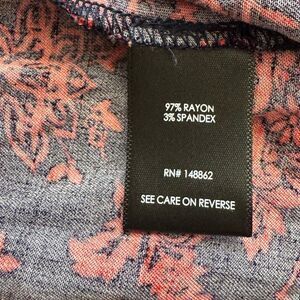 97% RAYON
3% SPANDEX
RN# 148862
SEE CARE ON REVERSE